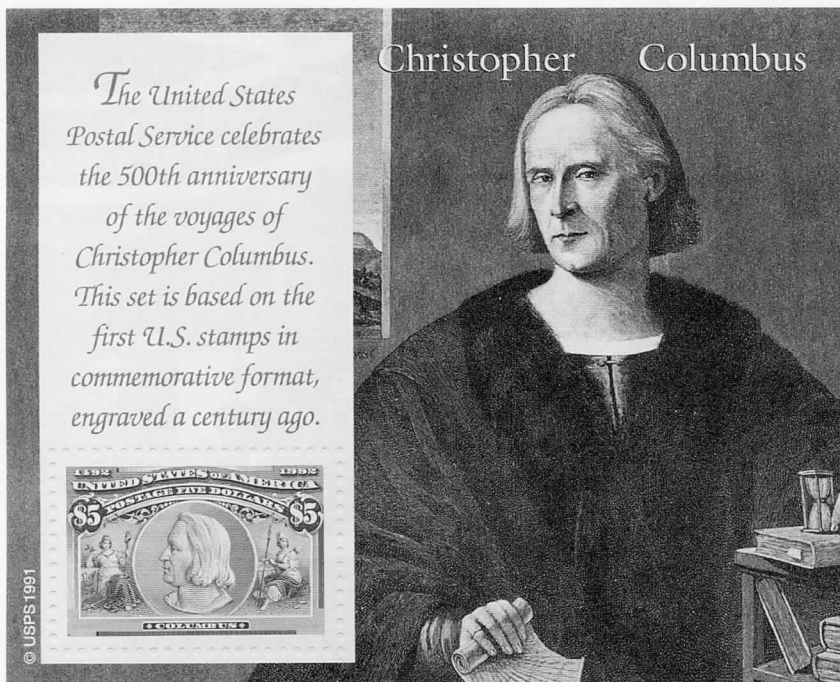 Christopher Columbus
The United States
Postal Service celebrates
the 500th anniversary
of the voyages of
Christopher Columbus.
This set is based on the
first U.S. stamps in
commemorative format,
engraved a century ago.
1492 1992
UNITED STATES OF AMERICA
POSTAGE FIVE DOLLARS
$5 $5
COLUMBUS
© USPS 1991